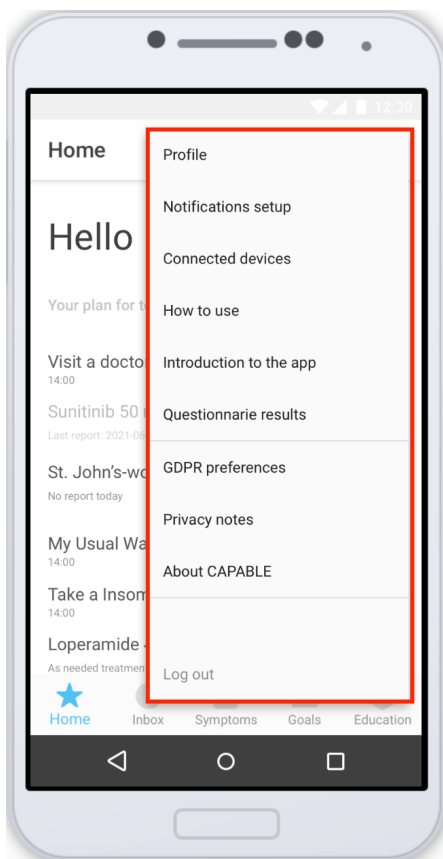 12:30
Home
Profile
Notifications setup
Hello
Connected devices
Your plan for t
How to use
Visit a docto
14:00
Introduction to the app
Sunitinib 50
Last report: 2021-06
Questionnarie results
St. John's-wo
No report today
GDPR preferences
Privacy notes
My Usual Wa
14:00
About CAPABLE
Take a Insom
14:00
Loperamide
As needed treatmen
Log out
Home Inbox Symptoms Goals Education